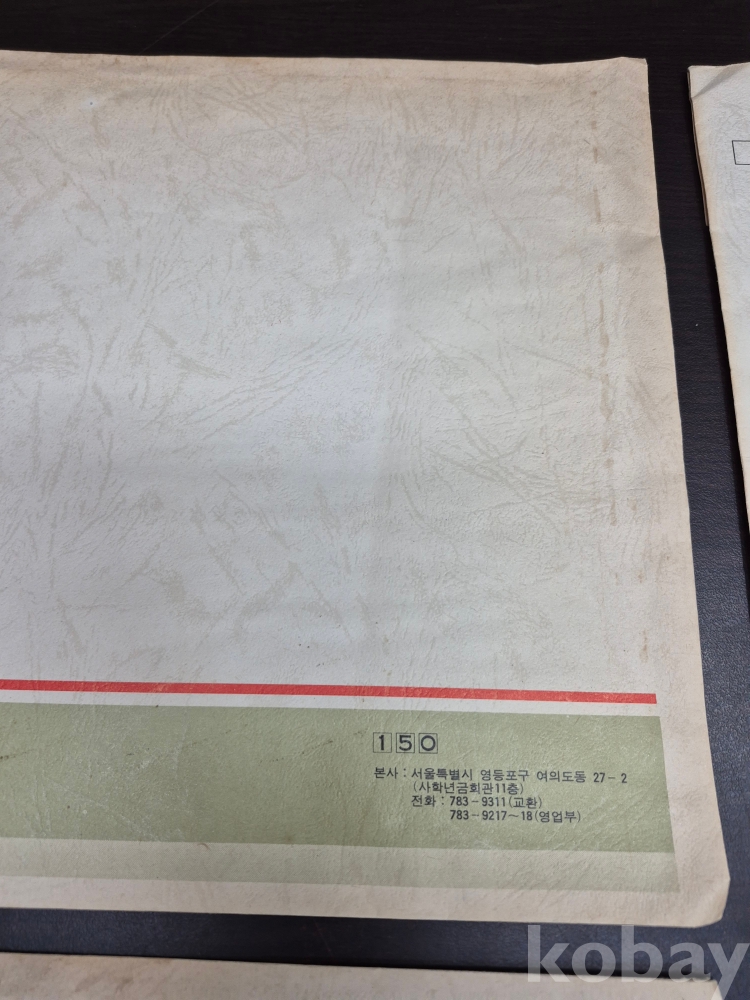 150
본사 : 서울특별시 영등포구 여의도동 27-2
(사학년금회관11층)
전화 : 783-9311(교환)
783-9217~18(영업부)
kobay